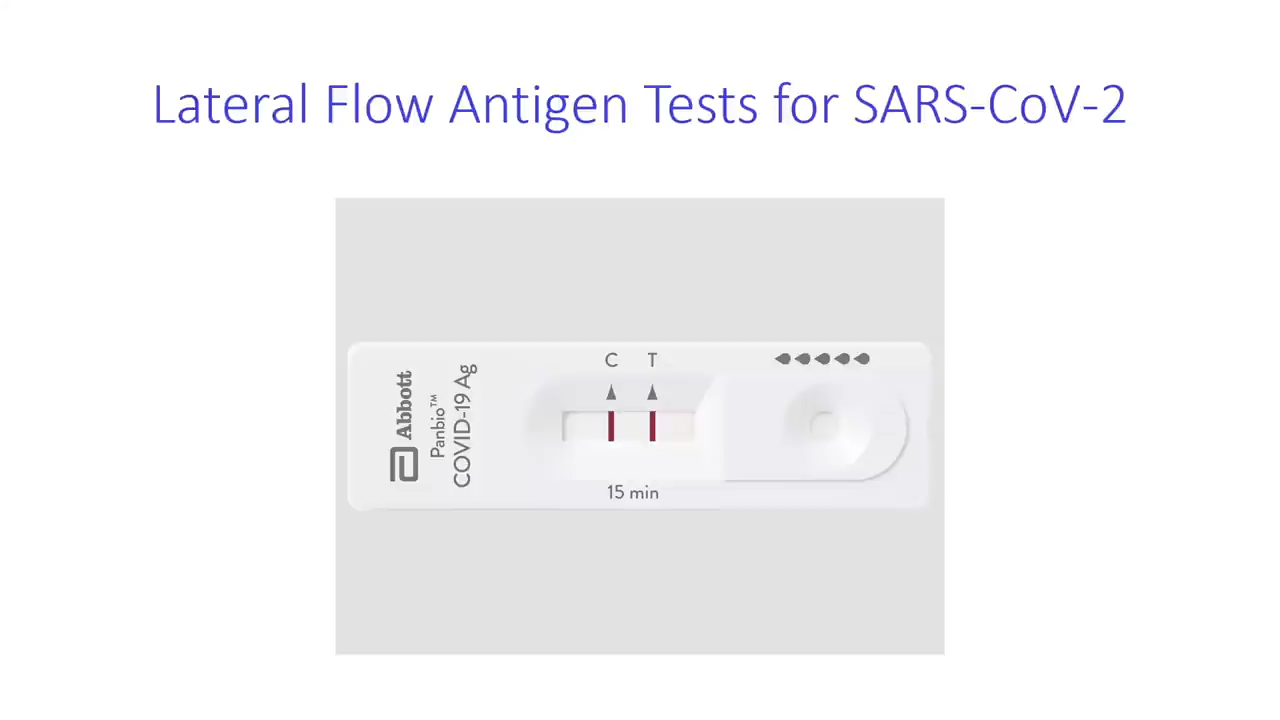 Lateral Flow Antigen Tests for SARS-CoV-2
Abbott
Panbio™
COVID-19 Ag
C T
15 min